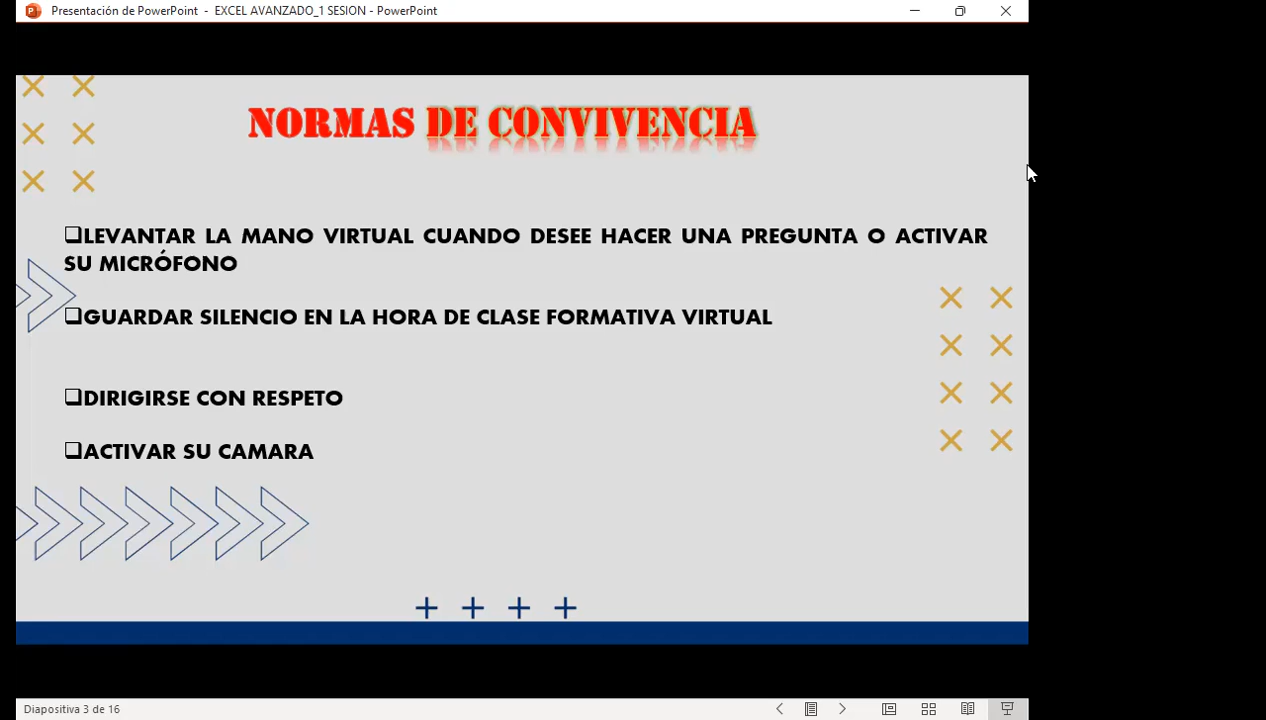 Presentación de PowerPoint - EXCEL AVANZADO_1 SESION - PowerPoint
NORMAS DE CONVIVENCIA
❑LEVANTAR LA MANO VIRTUAL CUANDO DESEE HACER UNA PREGUNTA O ACTIVAR
SU MICRÓFONO
❑GUARDAR SILENCIO EN LA HORA DE CLASE FORMATIVA VIRTUAL
❑DIRIGIRSE CON RESPETO
❑ACTIVAR SU CAMARA
Diapositiva 3 de 16